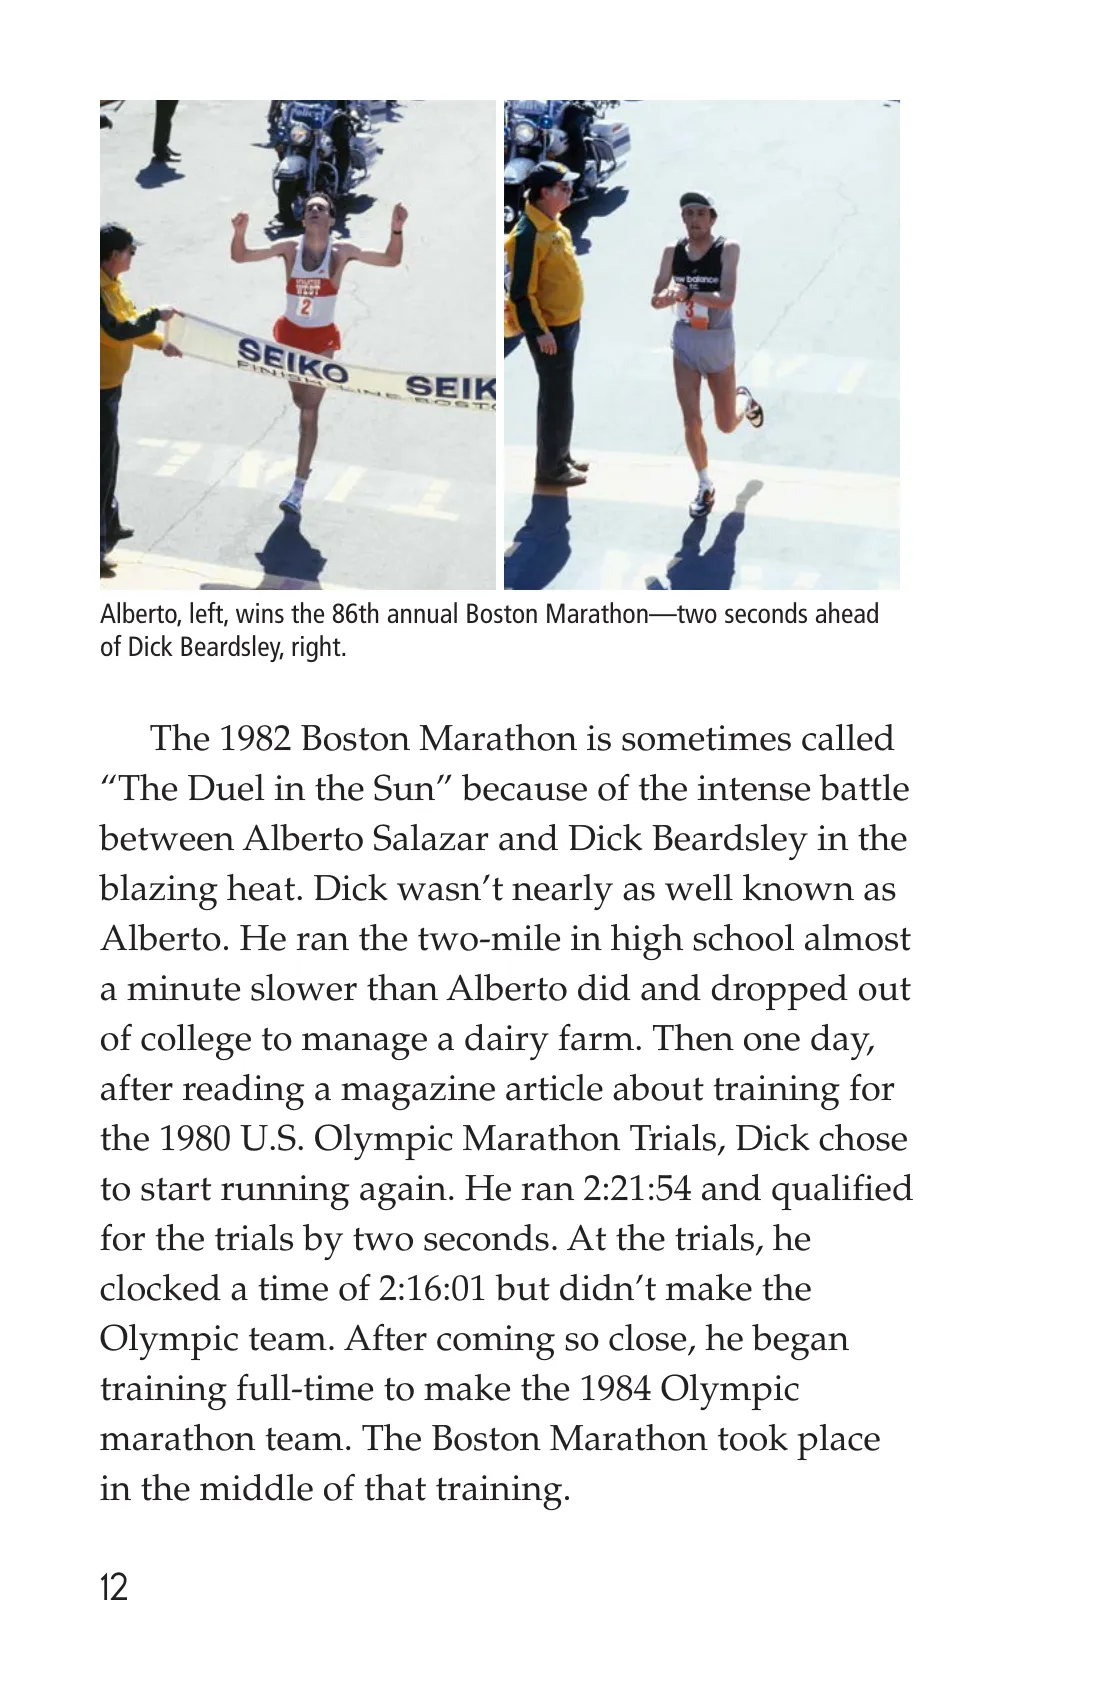 Police
ATHLETICS
WEST
2
SEIKO
SEIK
FINISH LINE BOSTO
new balance
T.C.
3
Alberto, left, wins the 86th annual Boston Marathon—two seconds ahead
of Dick Beardsley, right.
The 1982 Boston Marathon is sometimes called
“The Duel in the Sun” because of the intense battle
between Alberto Salazar and Dick Beardsley in the
blazing heat. Dick wasn’t nearly as well known as
Alberto. He ran the two-mile in high school almost
a minute slower than Alberto did and dropped out
of college to manage a dairy farm. Then one day,
after reading a magazine article about training for
the 1980 U.S. Olympic Marathon Trials, Dick chose
to start running again. He ran 2:21:54 and qualified
for the trials by two seconds. At the trials, he
clocked a time of 2:16:01 but didn’t make the
Olympic team. After coming so close, he began
training full-time to make the 1984 Olympic
marathon team. The Boston Marathon took place
in the middle of that training.
12